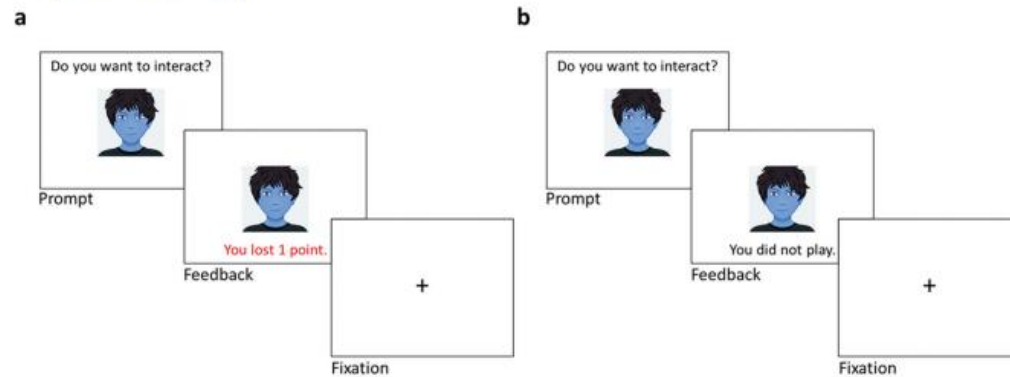 a
Do you want to interact?
Prompt
You lost 1 point.
Feedback
+
Fixation
b
Do you want to interact?
Prompt
You did not play.
Feedback
+
Fixation